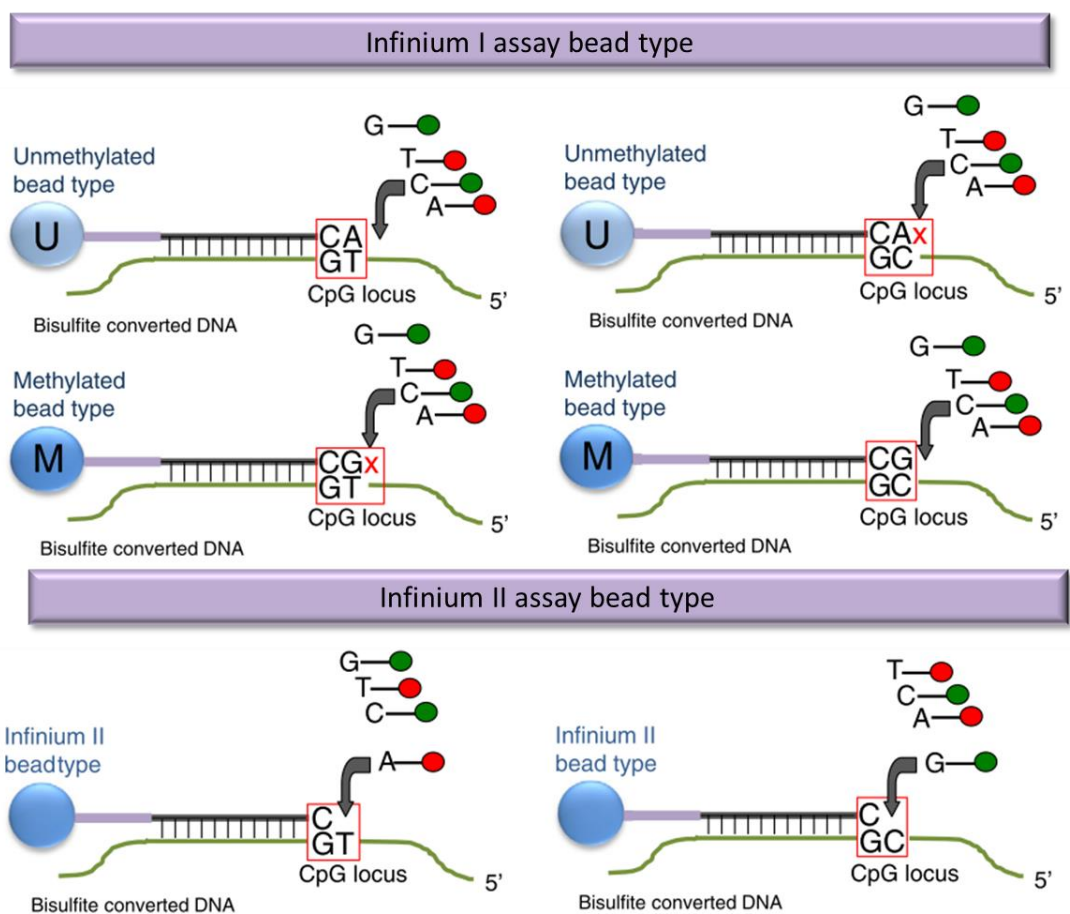 Infinium I assay bead type
G
T
C
A
Unmethylated
bead type
U
CA
GT
CpG locus
5’
Bisulfite converted DNA
G
T
C
A
Unmethylated
bead type
U
CAx
GC
CpG locus
5’
Bisulfite converted DNA
G
T
C
A
Methylated
bead type
M
CGx
GT
CpG locus
5’
Bisulfite converted DNA
G
T
C
A
Methylated
bead type
M
CG
GC
CpG locus
5’
Bisulfite converted DNA
Infinium II assay bead type
G
T
C
A
Infinium II
beadtype
C
GT
CpG locus
5’
Bisulfite converted DNA
T
C
A
G
Infinium II
bead type
C
GC
CpG locus
5’
Bisulfite converted DNA